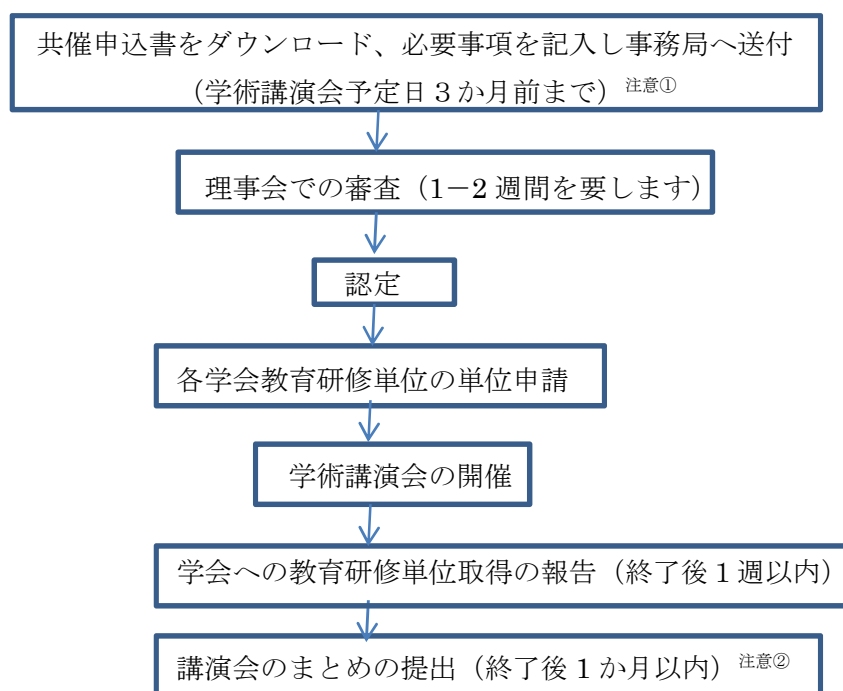 共催申込書をダウンロード、必要事項を記入し事務局へ送付
（学術講演会予定日３か月前まで）注意①
理事会での審査（1－2 週間を要します）
認定
各学会教育研修単位の単位申請
学術講演会の開催
学会への教育研修単位取得の報告（終了後１週以内）
講演会のまとめの提出（終了後 1 か月以内）注意②